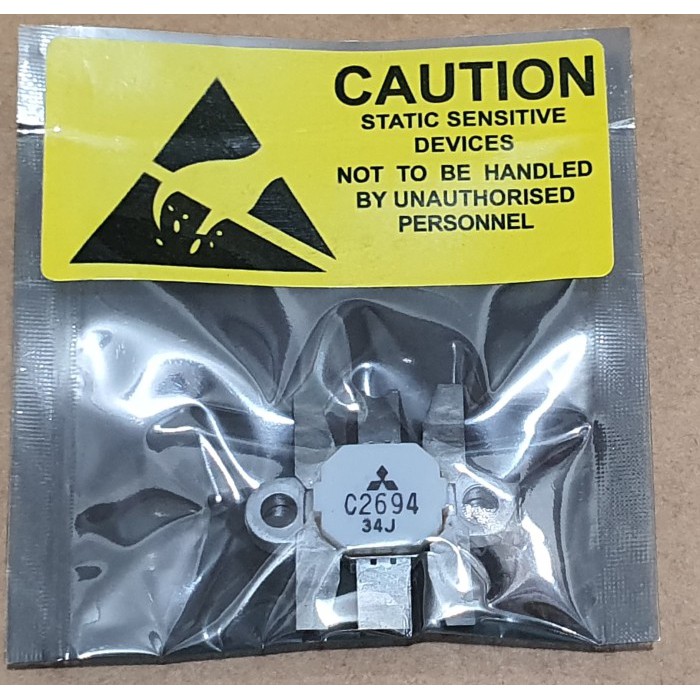 CAUTION
STATIC SENSITIVE
DEVICES
NOT TO BE HANDLED
BY UNAUTHORISED
PERSONNEL
C2694
34J